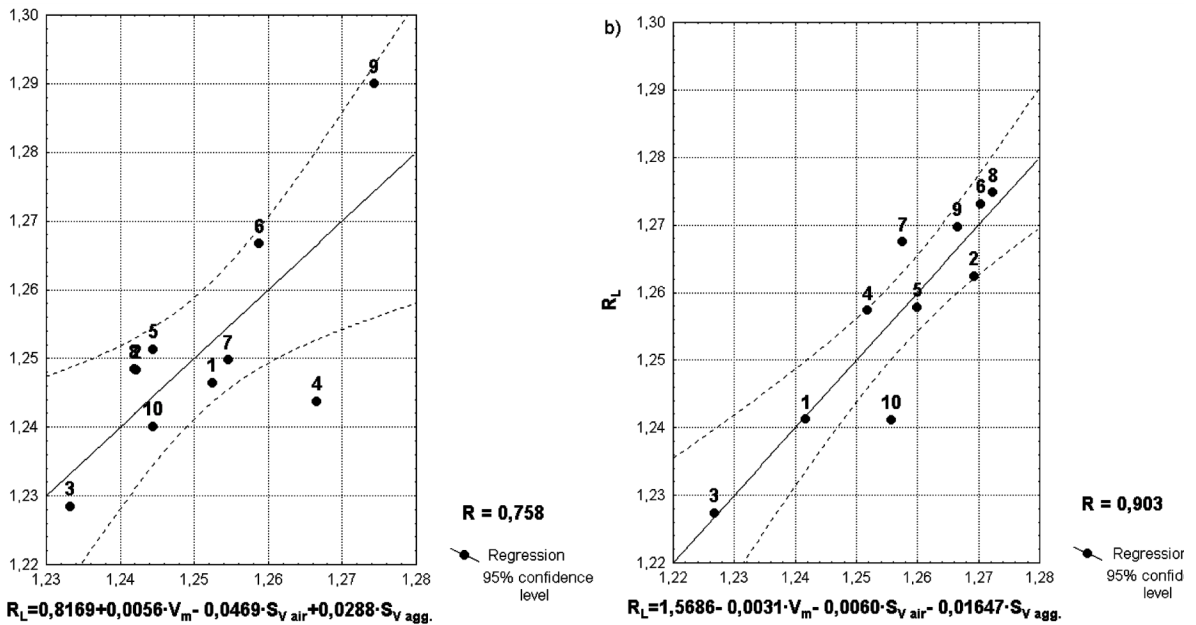 1,30
1,29
1,28
1,27
1,26
1,25
1,24
1,23
1,22
1,23 1,24 1,25 1,26 1,27 1,28
9
6
5
2
7
1
4
10
3
R = 0,758
Regression
95% confidence
level
R_L=0,8169+0,0056·V_m- 0,0469·S_V air+0,0288·S_V agg.
b)
R_L
1,30
1,29
1,28
1,27
1,26
1,25
1,24
1,23
1,22
1,22 1,23 1,24 1,25 1,26 1,27 1,28
8
6
9
7
2
4
5
1
10
3
R = 0,903
Regression
95% confid
level
R_L=1,5686- 0,0031·V_m- 0,0060·S_V air- 0,01647·S_V agg.